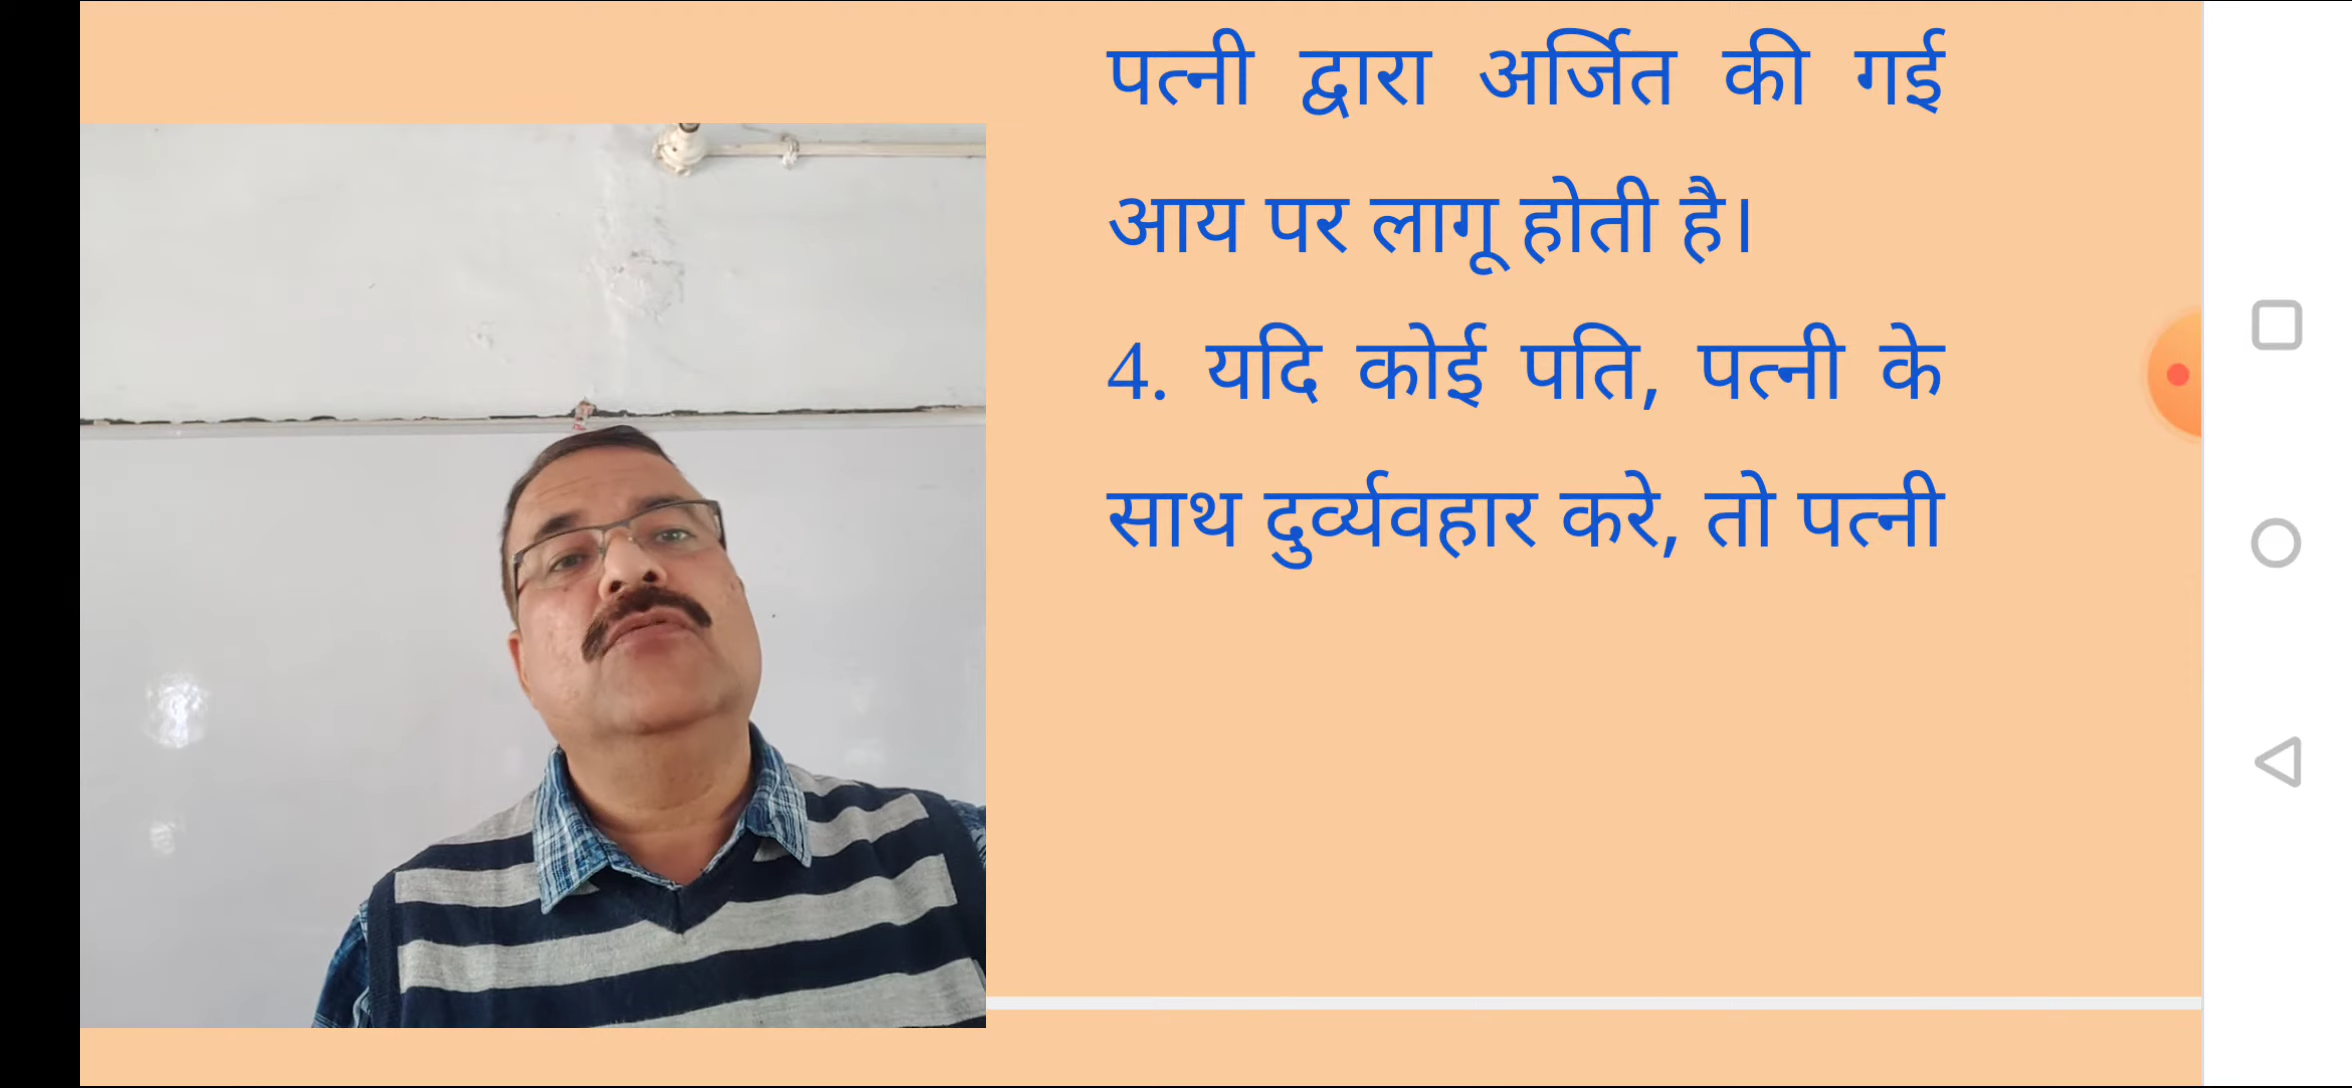 पत्नी द्वारा अर्जित की गई
आय पर लागू होती है।
4. यदि कोई पति, पत्नी के
साथ दुर्व्यवहार करे, तो पत्नी